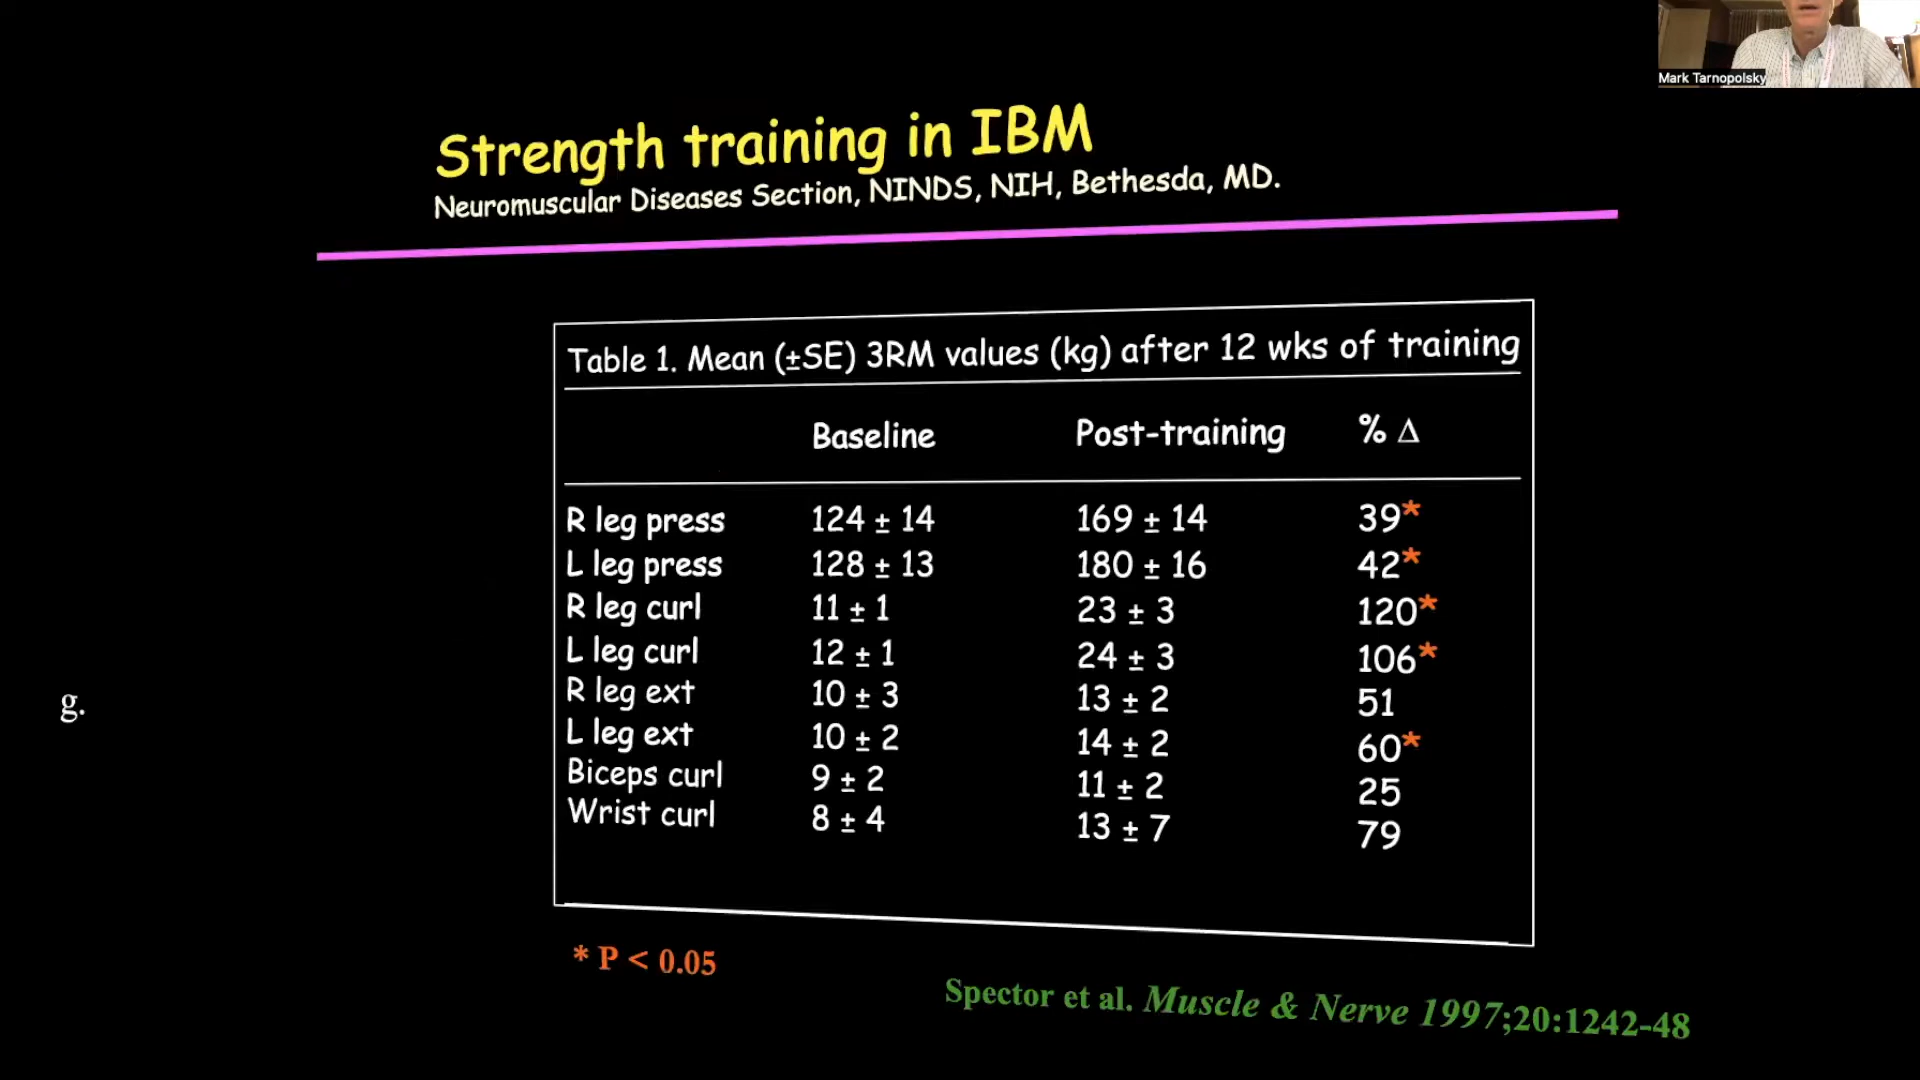 Mark Tarnopolsky
Strength training in IBM
Neuromuscular Diseases Section, NINDS, NIH, Bethesda, MD.
Table 1. Mean (±SE) 3RM values (kg) after 12 wks of training
Baseline Post-training % Δ
R leg press 124 ± 14 169 ± 14 39*
L leg press 128 ± 13 180 ± 16 42*
R leg curl 11 ± 1 23 ± 3 120*
L leg curl 12 ± 1 24 ± 3 106*
R leg ext 10 ± 3 13 ± 2 51
L leg ext 10 ± 2 14 ± 2 60*
Biceps curl 9 ± 2 11 ± 2 25
Wrist curl 8 ± 4 13 ± 7 79
g.
* P < 0.05
Spector et al. Muscle & Nerve 1997;20:1242-48